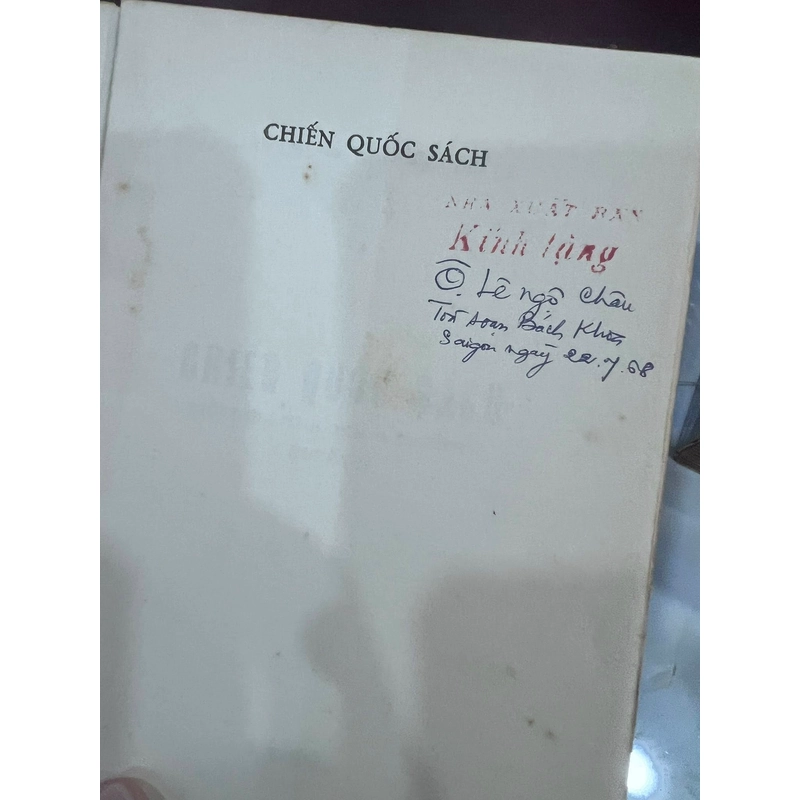 CHIẾN QUỐC SÁCH
NHÀ XUẤT BẢN
Kính tặng
Ô. Lê ngộ Châu
Toà soạn Bách Khoa
Saigon ngày 22.7.68